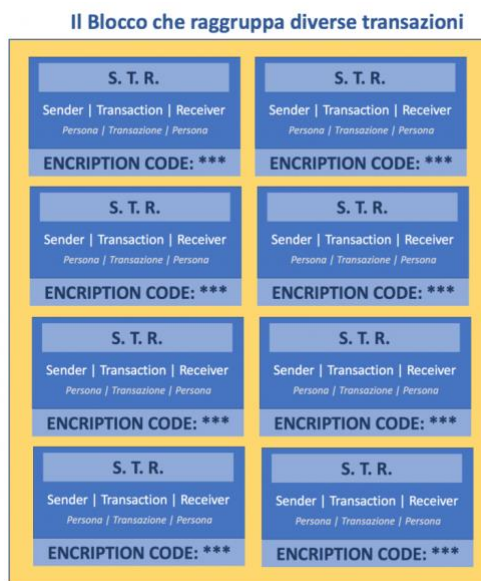 Il Blocco che raggruppa diverse transazioni
S. T. R.
Sender | Transaction | Receiver
Persona | Transazione | Persona
ENCRIPTION CODE: ***
S. T. R.
Sender | Transaction | Receiver
Persona | Transazione | Persona
ENCRIPTION CODE: ***
S. T. R.
Sender | Transaction | Receiver
Persona | Transazione | Persona
ENCRIPTION CODE: ***
S. T. R.
Sender | Transaction | Receiver
Persona | Transazione | Persona
ENCRIPTION CODE: ***
S. T. R.
Sender | Transaction | Receiver
Persona | Transazione | Persona
ENCRIPTION CODE: ***
S. T. R.
Sender | Transaction | Receiver
Persona | Transazione | Persona
ENCRIPTION CODE: ***
S. T. R.
Sender | Transaction | Receiver
Persona | Transazione | Persona
ENCRIPTION CODE: ***
S. T. R.
Sender | Transaction | Receiver
Persona | Transazione | Persona
ENCRIPTION CODE: ***